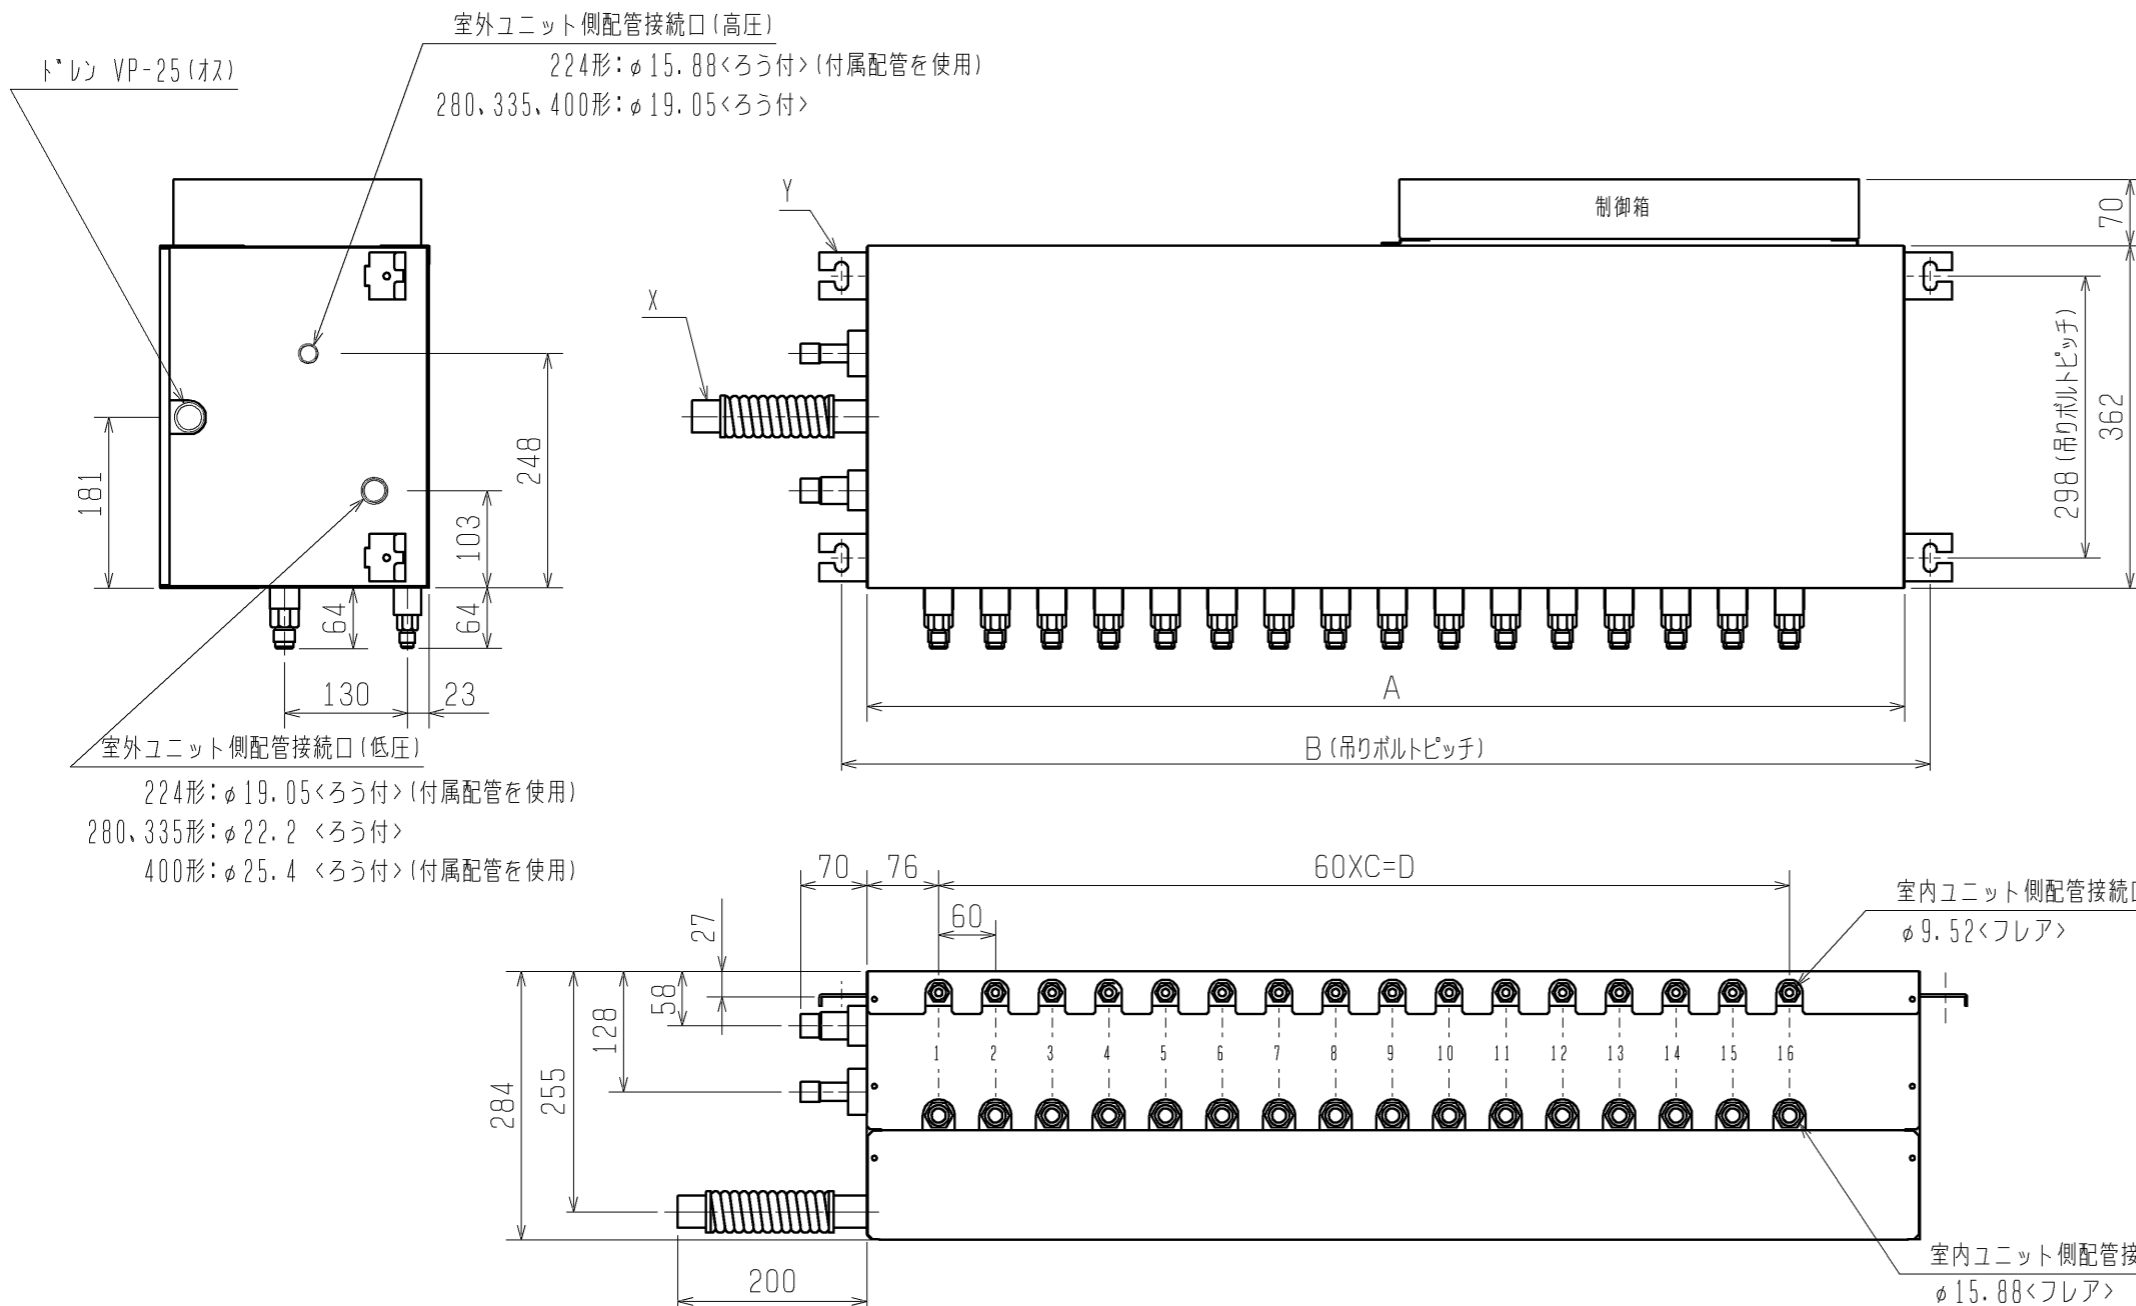 室外ユニット側配管接続口(高圧)
224形:φ15.88<ろう付>(付属配管を使用)
280、335、400形:φ19.05<ろう付>
ドレン VP-25(オス)
Y
制御箱
70
X
298(吊りボルトピッチ)
362
181
248
103
64
64
130
23
A
B(吊りボルトピッチ)
室外ユニット側配管接続口(低圧)
224形:φ19.05<ろう付>(付属配管を使用)
280、335形:φ22.2 <ろう付>
400形:φ25.4 <ろう付>(付属配管を使用)
70
76
60XC=D
60
27
58
128
255
284
室内ユニット側配管接続
φ9.52<フレア>
1 2 3 4 5 6 7 8 9 10 11 12 13 14 15 16
200
室内ユニット側配管接
φ15.88<フレア>